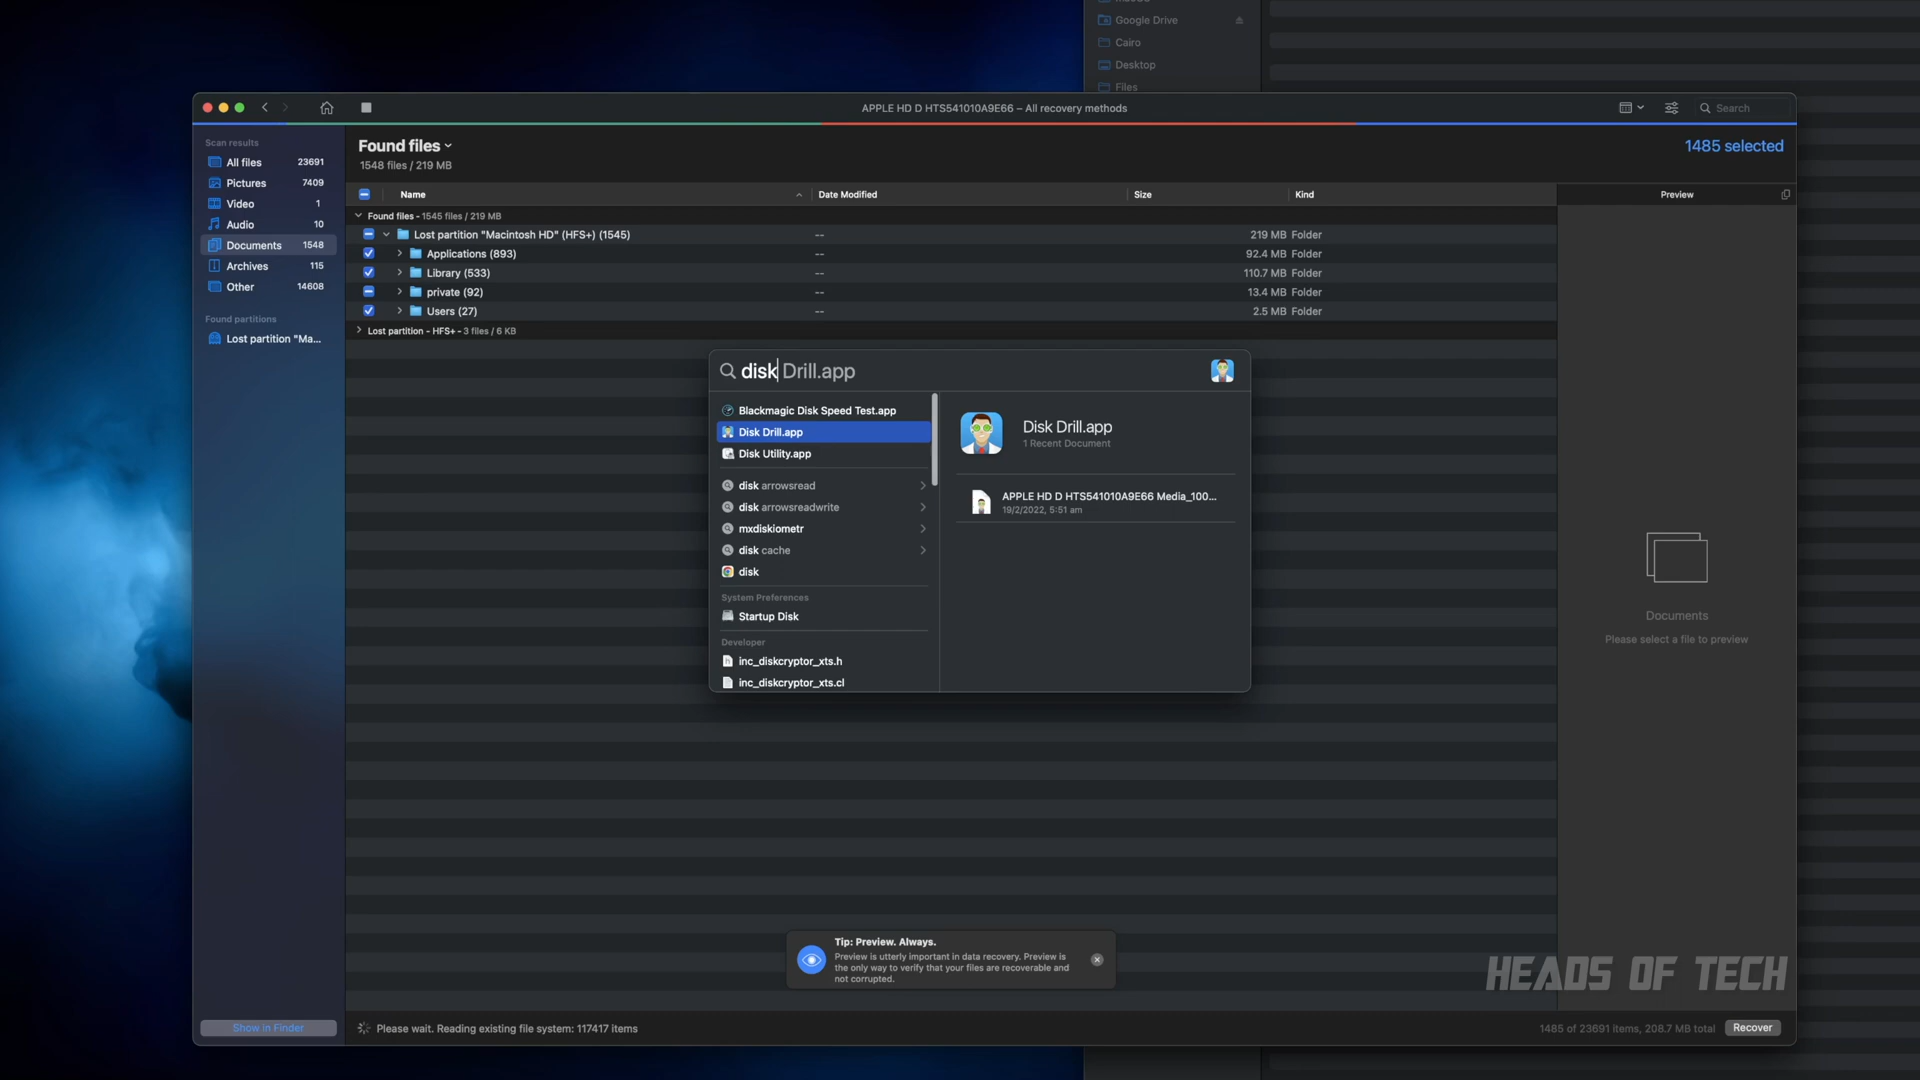 Google Drive
Cairo
Desktop
Files
APPLE HD D HTS541010A9E66 – All recovery methods
Search
Scan results
All files 23691
Pictures 7409
Video 1
Audio 10
Documents 1548
Archives 115
Other 14608
Found partitions
Lost partition "Ma...
Show in Finder
Found files
1548 files / 219 MB
1485 selected
Name Date Modified Size Kind
Preview
Found files - 1545 files / 219 MB
Lost partition "Macintosh HD" (HFS+) (1545) -- 219 MB Folder
Applications (893) -- 92.4 MB Folder
Library (533) -- 110.7 MB Folder
private (92) -- 13.4 MB Folder
Users (27) -- 2.5 MB Folder
Lost partition - HFS+ - 3 files / 6 KB
disk Drill.app
Blackmagic Disk Speed Test.app
Disk Drill.app
Disk Utility.app
disk arrowsread
disk arrowsreadwrite
mxdiskiometr
disk cache
disk
System Preferences
Startup Disk
Developer
inc_diskcryptor_xts.h
inc_diskcryptor_xts.cl
Disk Drill.app
1 Recent Document
APPLE HD D HTS541010A9E66 Media_100...
19/2/2022, 5:51 am
Documents
Please select a file to preview
Tip: Preview. Always.
Preview is utterly important in data recovery. Preview is
the only way to verify that your files are recoverable and
not corrupted.
HEADS OF TECH
Please wait. Reading existing file system: 117417 items
1485 of 23691 items, 208.7 MB total
Recover